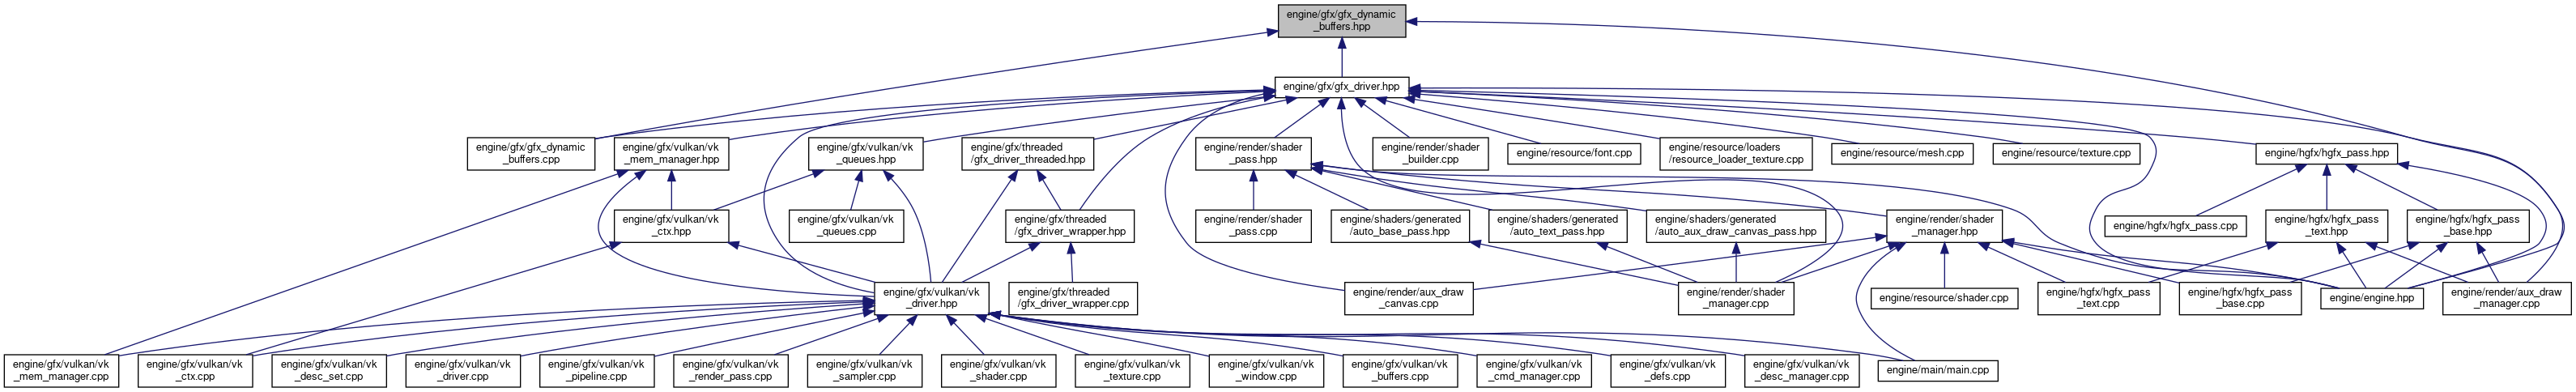 engine/gfx/gfx_dynamic
_buffers.hpp
engine/gfx/gfx_driver.hpp
engine/gfx/gfx_dynamic
_buffers.cpp
engine/gfx/vulkan/vk
_mem_manager.hpp
engine/gfx/vulkan/vk
_queues.hpp
engine/gfx/threaded
/gfx_driver_threaded.hpp
engine/render/shader
_pass.hpp
engine/render/shader
_builder.cpp
engine/resource/font.cpp
engine/resource/loaders
/resource_loader_texture.cpp
engine/resource/mesh.cpp
engine/resource/texture.cpp
engine/hgfx/hgfx_pass.hpp
engine/gfx/vulkan/vk
_ctx.hpp
engine/gfx/vulkan/vk
_queues.cpp
engine/gfx/threaded
/gfx_driver_wrapper.hpp
engine/render/shader
_pass.cpp
engine/shaders/generated
/auto_base_pass.hpp
engine/shaders/generated
/auto_text_pass.hpp
engine/shaders/generated
/auto_aux_draw_canvas_pass.hpp
engine/render/shader
_manager.hpp
engine/hgfx/hgfx_pass.cpp
engine/hgfx/hgfx_pass
_text.hpp
engine/hgfx/hgfx_pass
_base.hpp
engine/gfx/vulkan/vk
_driver.hpp
engine/gfx/threaded
/gfx_driver_wrapper.cpp
engine/render/aux_draw
_canvas.cpp
engine/render/shader
_manager.cpp
engine/resource/shader.cpp
engine/hgfx/hgfx_pass
_text.cpp
engine/hgfx/hgfx_pass
_base.cpp
engine/engine.hpp
engine/render/aux_draw
_manager.cpp
engine/gfx/vulkan/vk
_mem_manager.cpp
engine/gfx/vulkan/vk
_ctx.cpp
engine/gfx/vulkan/vk
_desc_set.cpp
engine/gfx/vulkan/vk
_driver.cpp
engine/gfx/vulkan/vk
_pipeline.cpp
engine/gfx/vulkan/vk
_render_pass.cpp
engine/gfx/vulkan/vk
_sampler.cpp
engine/gfx/vulkan/vk
_shader.cpp
engine/gfx/vulkan/vk
_texture.cpp
engine/gfx/vulkan/vk
_window.cpp
engine/gfx/vulkan/vk
_buffers.cpp
engine/gfx/vulkan/vk
_cmd_manager.cpp
engine/gfx/vulkan/vk
_defs.cpp
engine/gfx/vulkan/vk
_desc_manager.cpp
engine/main/main.cpp